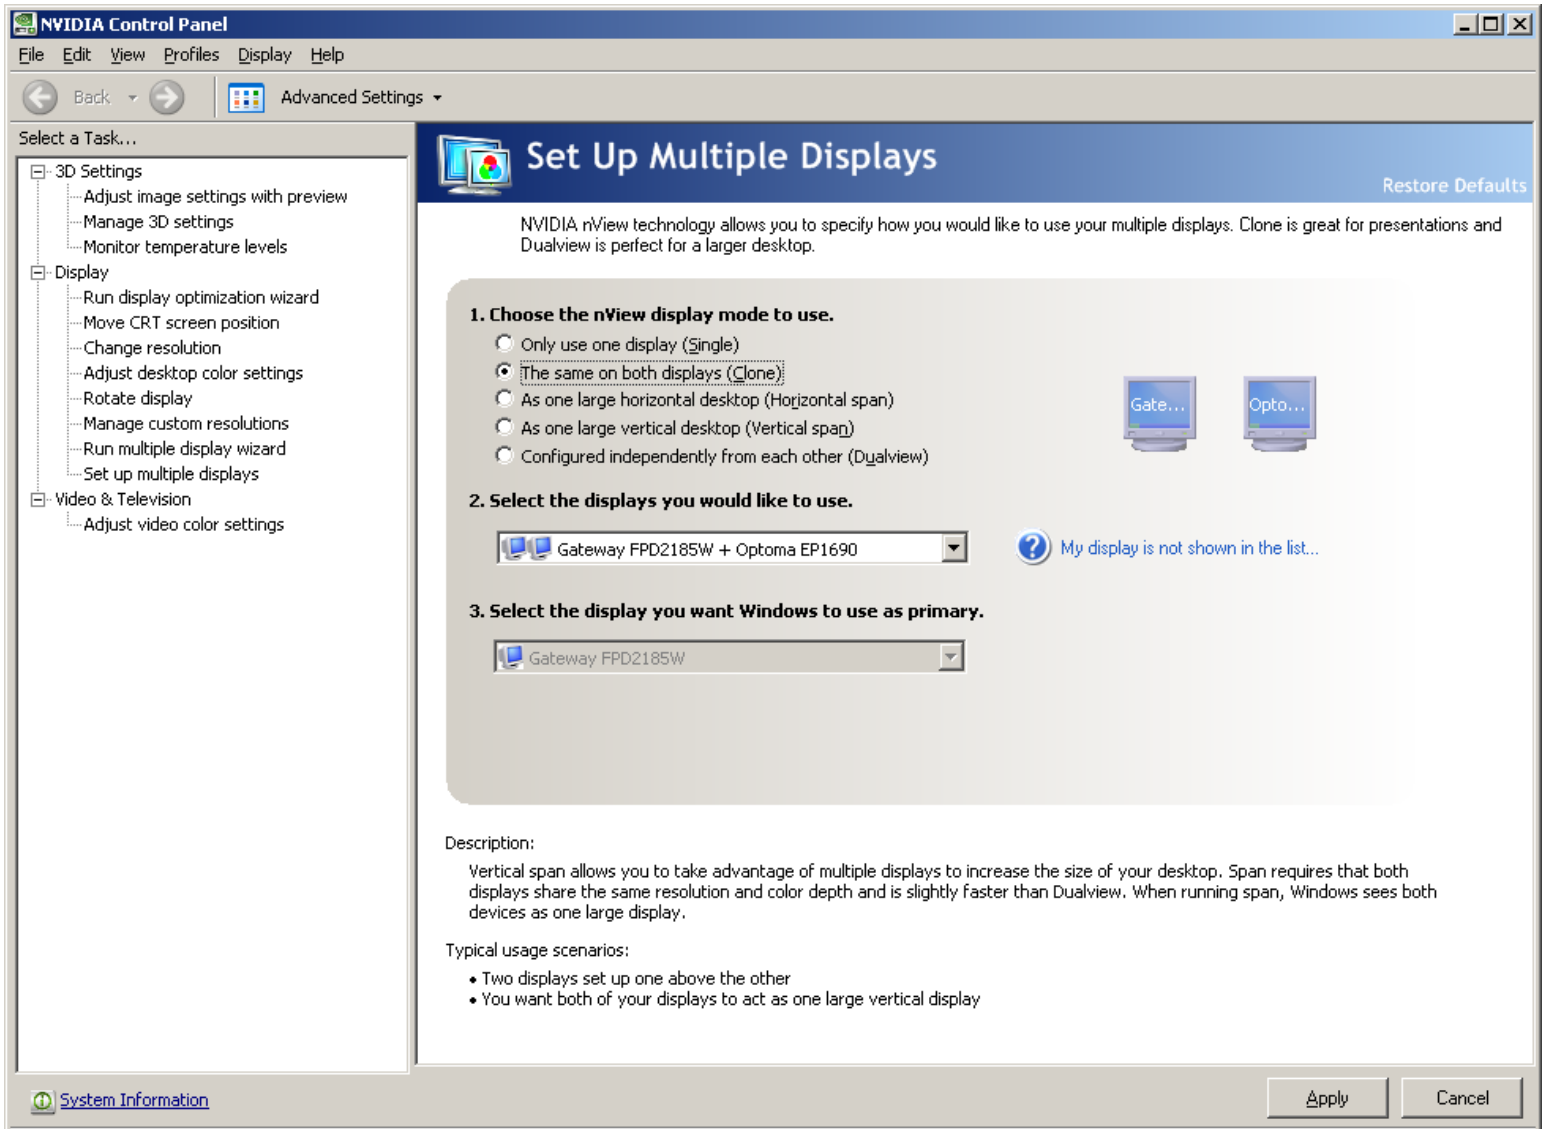 NVIDIA Control Panel
File Edit View Profiles Display Help
Back Advanced Settings
Select a Task...
3D Settings
Adjust image settings with preview
Manage 3D settings
Monitor temperature levels
Display
Run display optimization wizard
Move CRT screen position
Change resolution
Adjust desktop color settings
Rotate display
Manage custom resolutions
Run multiple display wizard
Set up multiple displays
Video & Television
Adjust video color settings
Set Up Multiple Displays
Restore Defaults
NVIDIA nView technology allows you to specify how you would like to use your multiple displays. Clone is great for presentations and
Dualview is perfect for a larger desktop.
1. Choose the nView display mode to use.
Only use one display (Single)
The same on both displays (Clone)
As one large horizontal desktop (Horizontal span)
As one large vertical desktop (Vertical span)
Configured independently from each other (Dualview)
Gate... Opto...
2. Select the displays you would like to use.
Gateway FPD2185W + Optoma EP1690
My display is not shown in the list...
3. Select the display you want Windows to use as primary.
Gateway FPD2185W
Description:
Vertical span allows you to take advantage of multiple displays to increase the size of your desktop. Span requires that both
displays share the same resolution and color depth and is slightly faster than Dualview. When running span, Windows sees both
devices as one large display.
Typical usage scenarios:
• Two displays set up one above the other
• You want both of your displays to act as one large vertical display
System Information
Apply Cancel